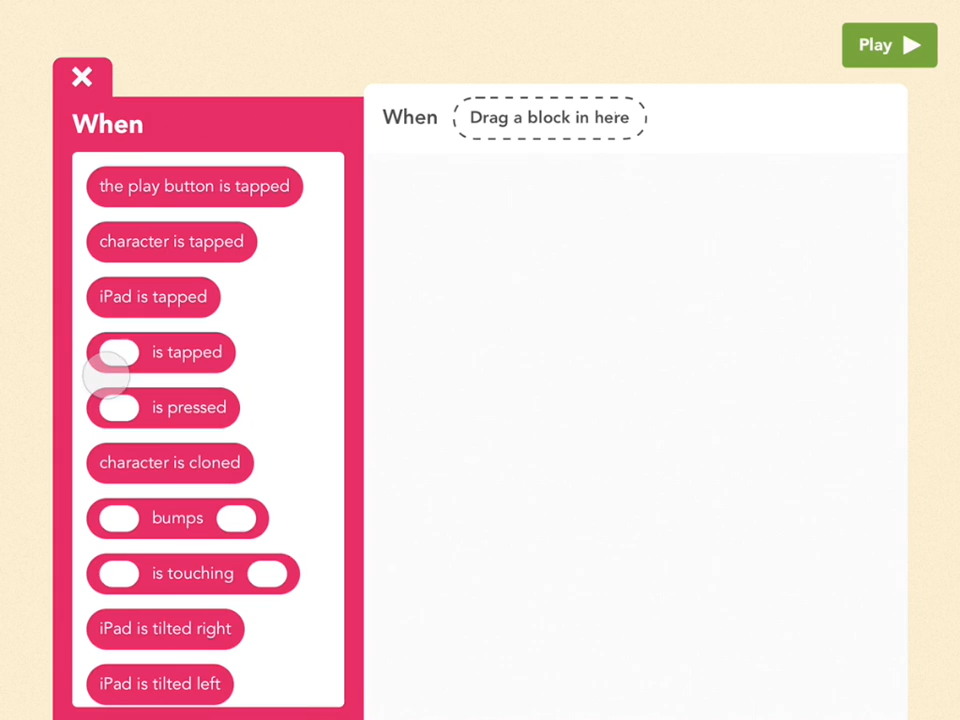 Play
When
When Drag a block in here
the play button is tapped
character is tapped
iPad is tapped
is tapped
is pressed
character is cloned
bumps
is touching
iPad is tilted right
iPad is tilted left